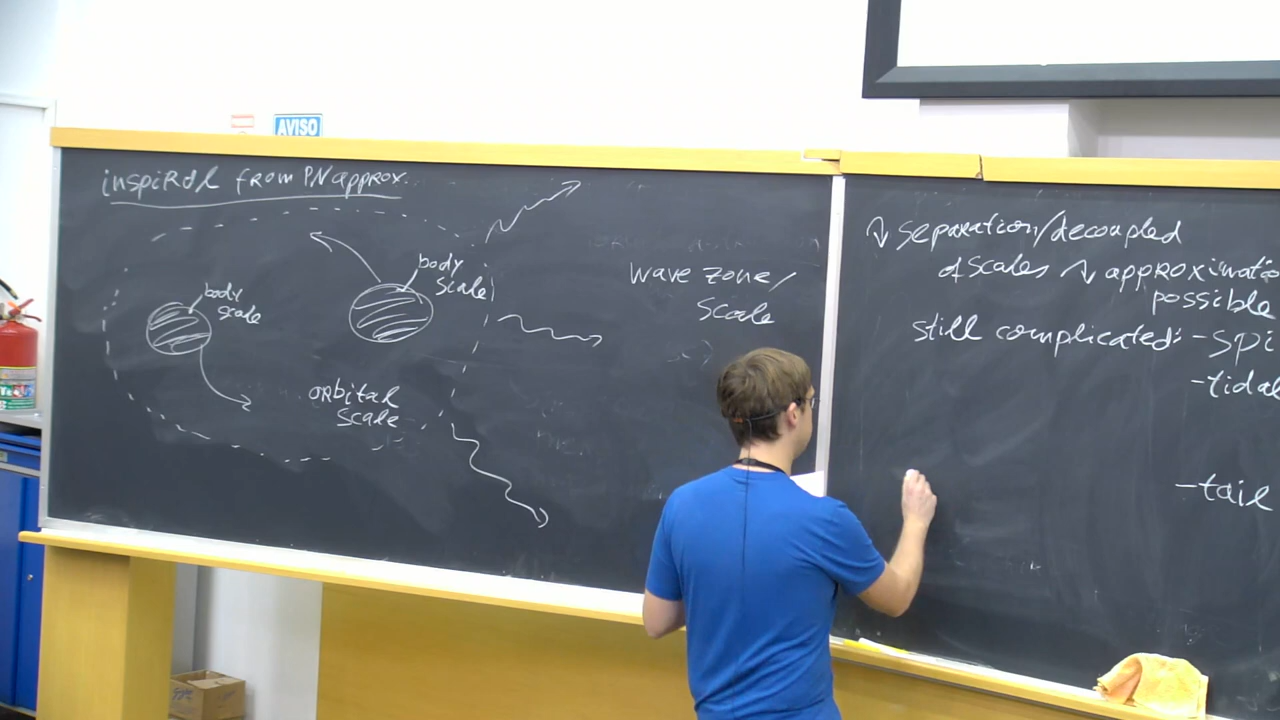 AVISO
inspiral from PN approx.
body
scale
body
scale
orbital
scale
wave zone/
scale
↷ separation/decoupled
of scales ↷ approximatio
possible
still complicated: - spi
- tidal
- tail